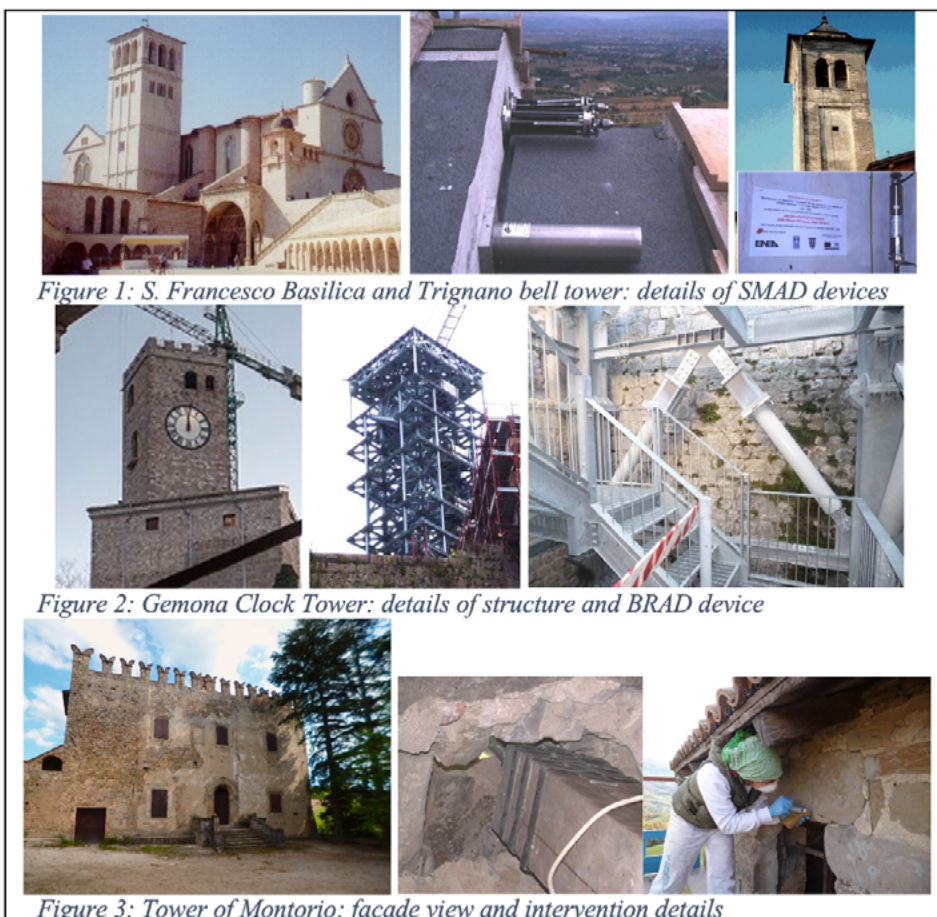 ENEA
Figure 1: S. Francesco Basilica and Trignano bell tower: details of SMAD devices
Figure 2: Gemona Clock Tower: details of structure and BRAD device
Figure 3: Tower of Montorio: facade view and intervention details